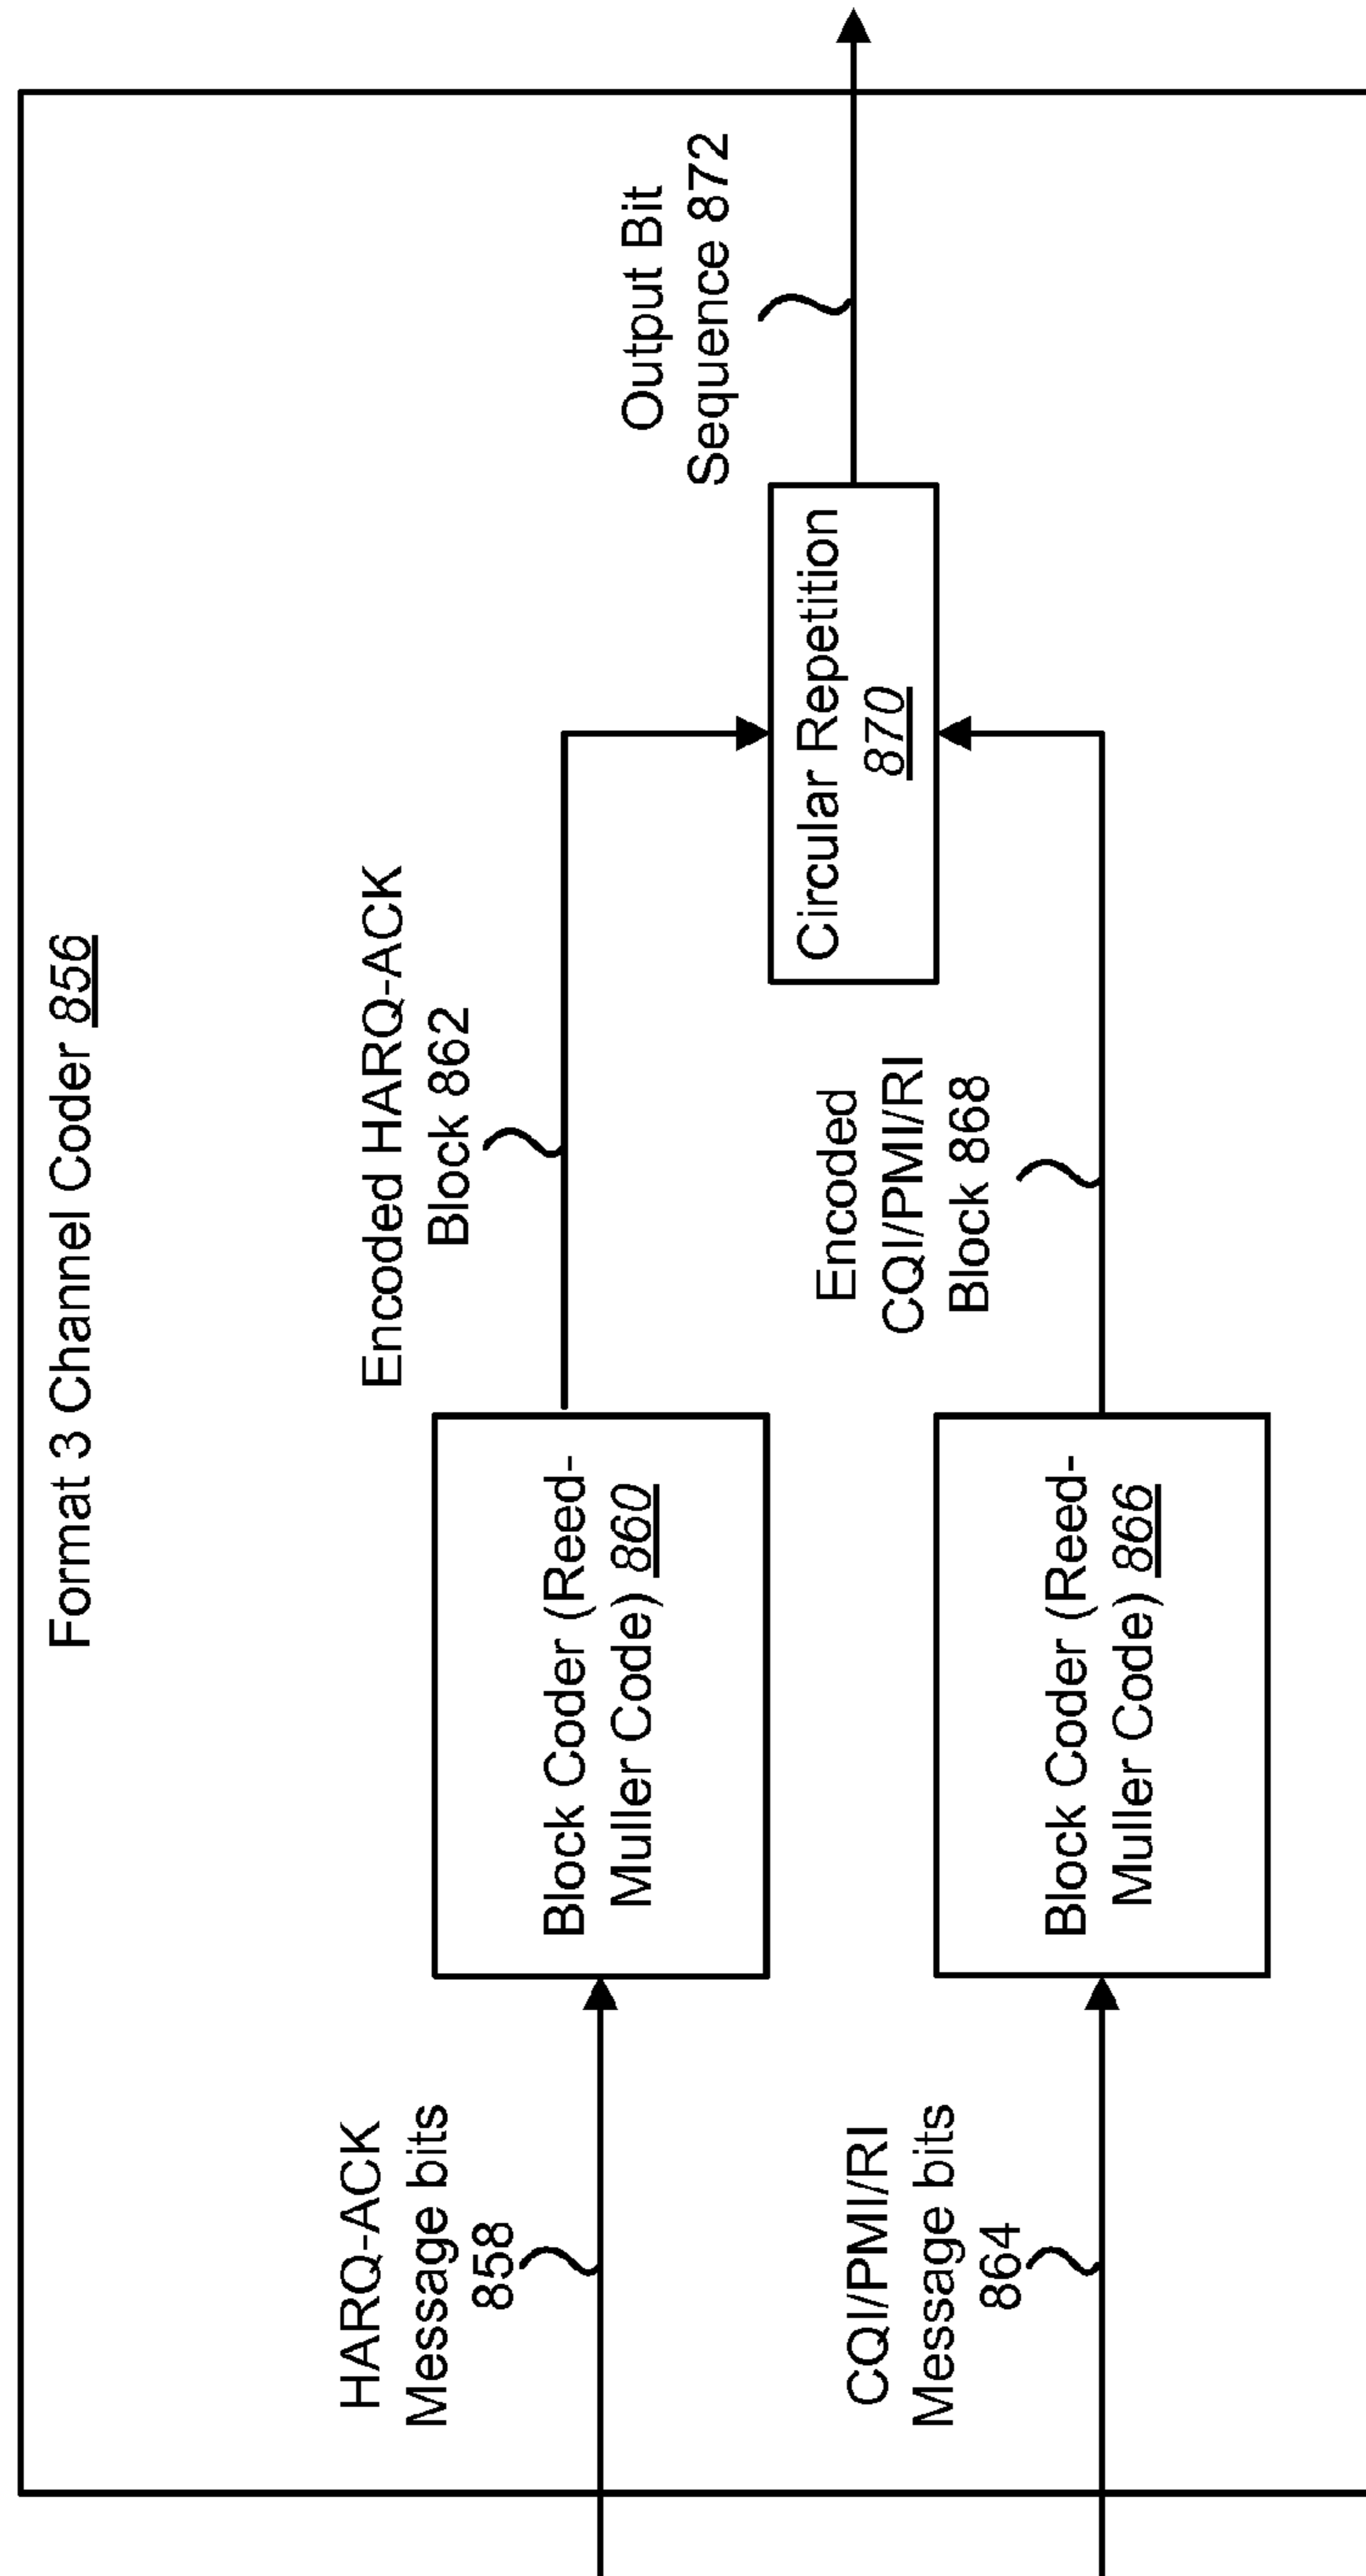 Format 3 Channel Coder 856
HARQ-ACK
Message bits
858
Block Coder (Reed-
Muller Code) 860
Encoded HARQ-ACK
Block 862
CQI/PMI/RI
Message bits
864
Block Coder (Reed-
Muller Code) 866
Encoded
CQI/PMI/RI
Block 868
Circular Repetition
870
Output Bit
Sequence 872